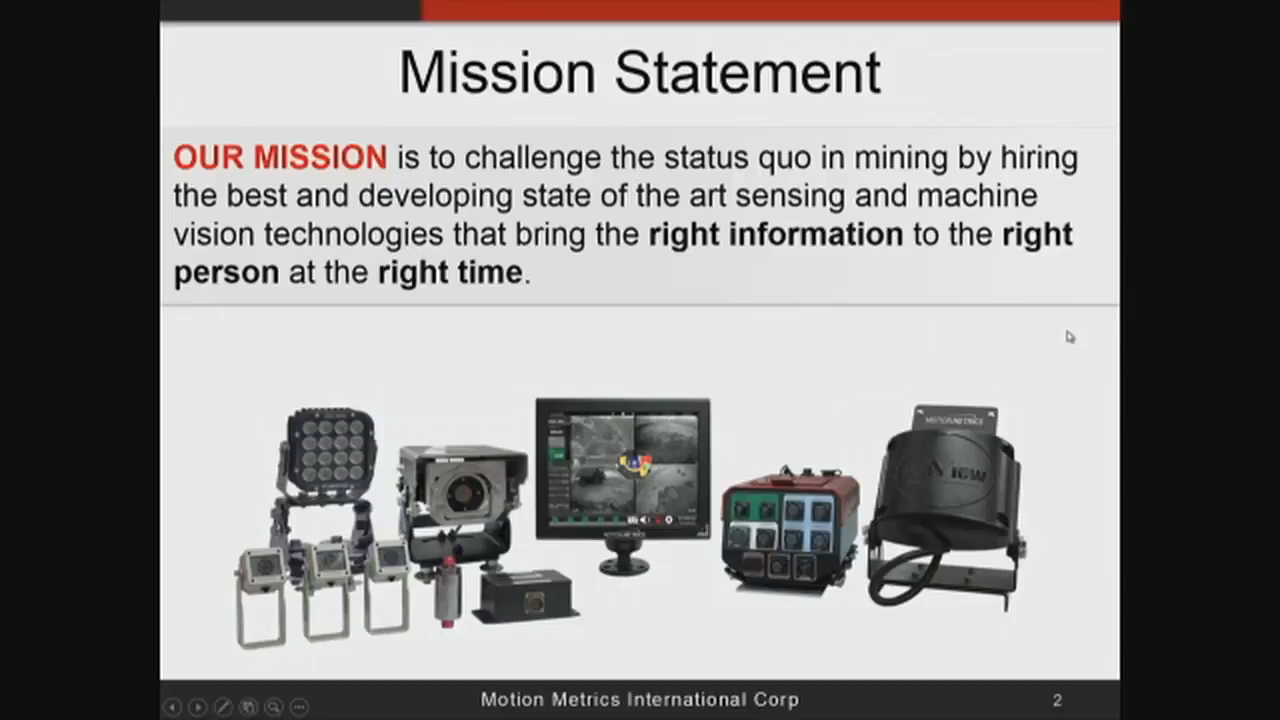 Mission Statement
OUR MISSION is to challenge the status quo in mining by hiring
the best and developing state of the art sensing and machine
vision technologies that bring the right information to the right
person at the right time.
MOTIONMETRICS
MOTIONMETRICS
Motion Metrics International Corp
2